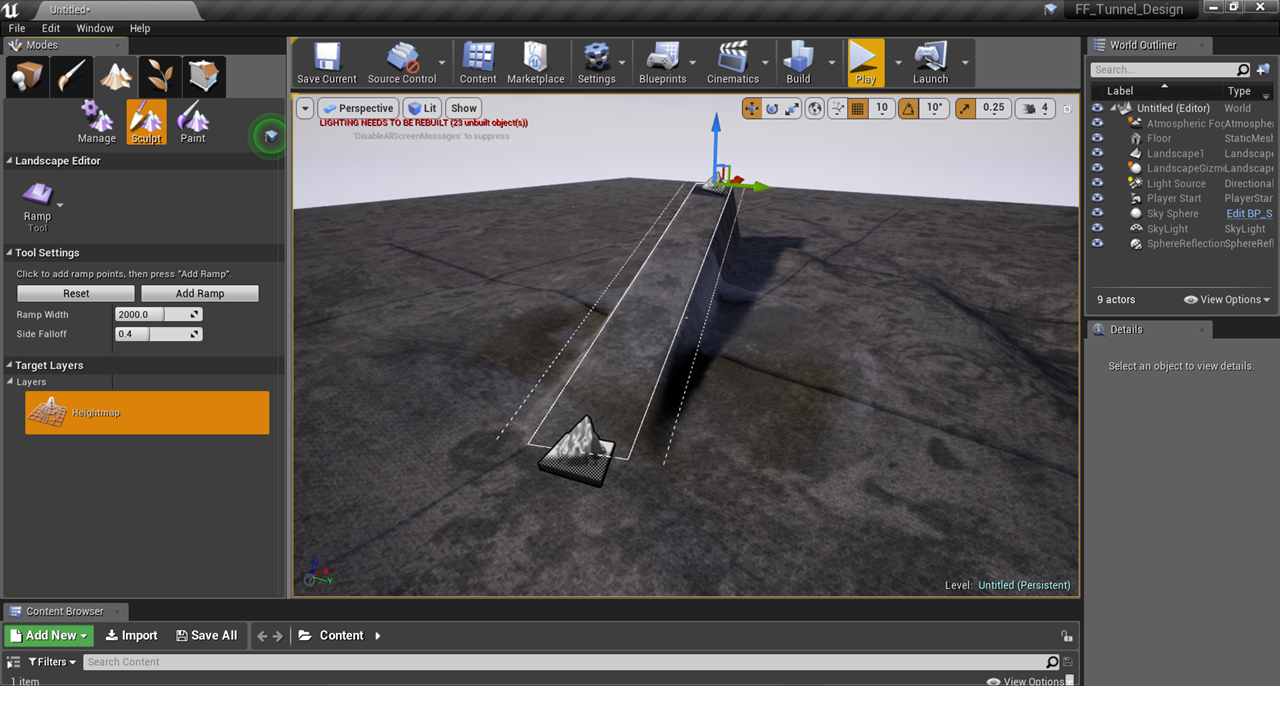 Untitled*
FF_Tunnel_Design
File Edit Window Help
Modes
Save Current Source Control Content Marketplace Settings Blueprints Cinematics Build Play Launch
World Outliner
Search...
Label Type
Untitled (Editor) World
Atmospheric Fog Atmosphe
Floor StaticMesh
Landscape1 Landscape
LandscapeGizm Landscape
Light Source Directional
Player Start PlayerStart
Sky Sphere Edit BP_S
SkyLight SkyLight
SphereReflection SphereRefl
9 actors View Options
Details
Select an object to view details.
Manage Sculpt Paint
Landscape Editor
Ramp
Tool
Tool Settings
Click to add ramp points, then press "Add Ramp".
Reset Add Ramp
Ramp Width 2000.0
Side Falloff 0.4
Target Layers
Layers
Heightmap
Perspective Lit Show 10 10° 0.25 4
LIGHTING NEEDS TO BE REBUILT (23 unbuilt object(s))
'DisableAllScreenMessages' to suppress
Z X Y
Level: Untitled (Persistent)
Content Browser
Add New Import Save All Content
Filters Search Content
1 item View Options